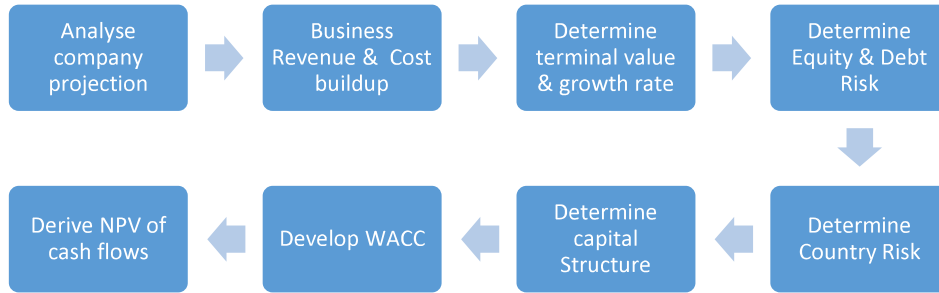 Analyse
company
projection
Business
Revenue & Cost
buildup
Determine
terminal value
& growth rate
Determine
Equity & Debt
Risk
Determine
Country Risk
Determine
capital
Structure
Develop WACC
Derive NPV of
cash flows